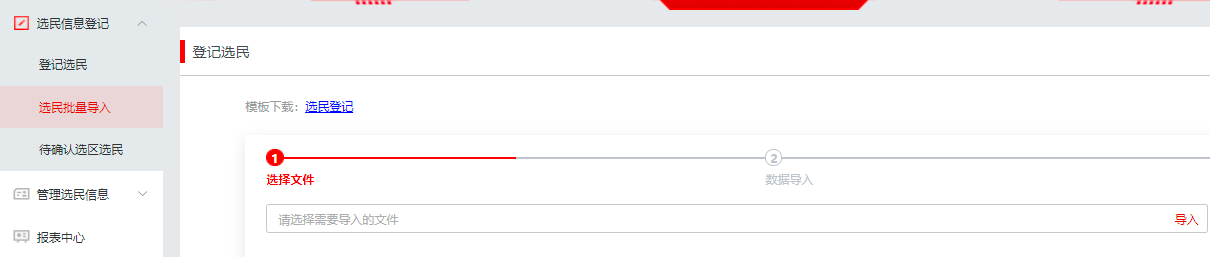 选民信息登记
登记选民
选民批量导入
待确认选区选民
管理选民信息
报表中心
登记选民
模板下载：选民登记
1
2
选择文件
数据导入
请选择需要导入的文件
导入